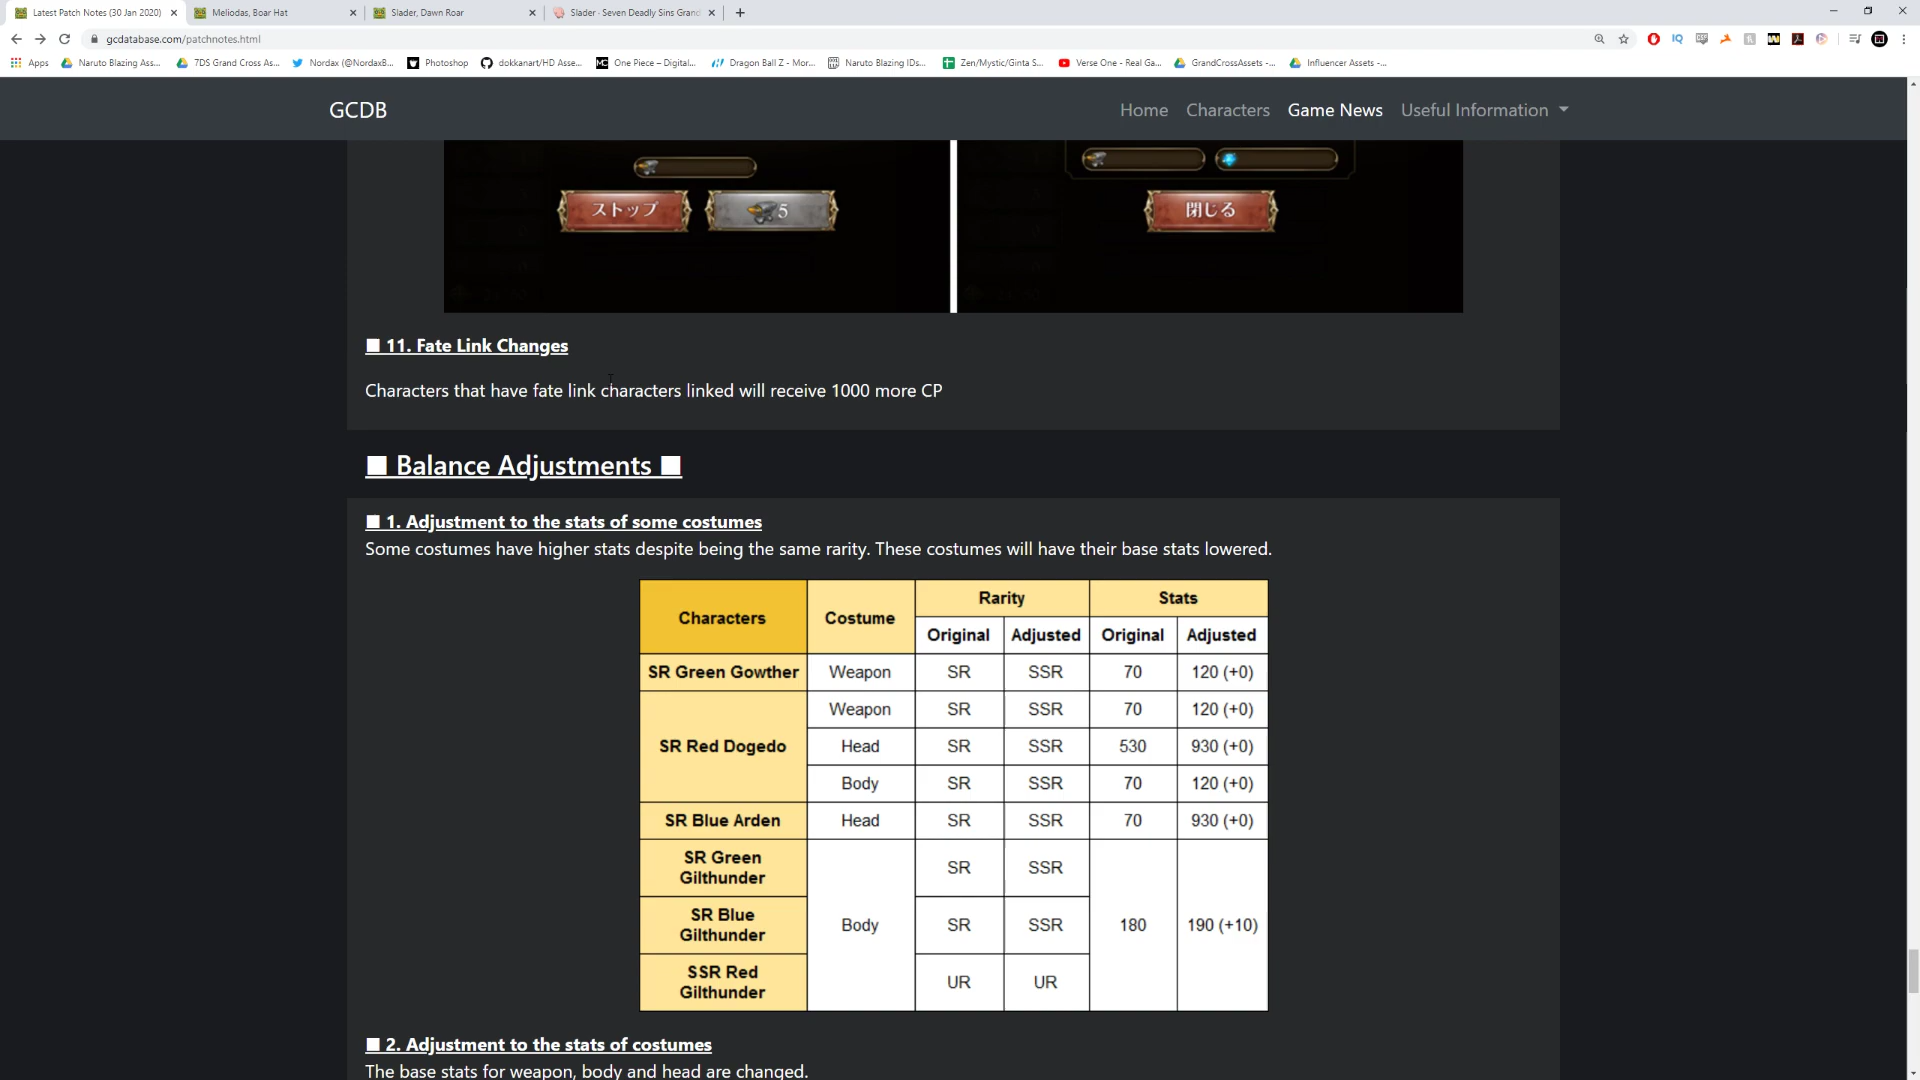 Latest Patch Notes (30 Jan 2020)
Meliodas, Boar Hat
Slader, Dawn Roar
Slader - Seven Deadly Sins Grand
gcdatabase.com/patchnotes.html
Apps
Naruto Blazing Ass...
7DS Grand Cross As...
Nordax (@NordaxB...
Photoshop
dokkanart/HD Asse...
One Piece – Digital...
Dragon Ball Z - Mor...
Naruto Blazing IDs...
Zen/Mystic/Ginta S...
Verse One - Real Ga...
GrandCrossAssets -...
Influencer Assets -...
GCDB
Home
Characters
Game News
Useful Information
ストップ
5
閉じる
■ 11. Fate Link Changes
Characters that have fate link characters linked will receive 1000 more CP
■ Balance Adjustments ■
■ 1. Adjustment to the stats of some costumes
Some costumes have higher stats despite being the same rarity. These costumes will have their base stats lowered.
Characters Costume Rarity Stats
Original Adjusted Original Adjusted
SR Green Gowther Weapon SR SSR 70 120 (+0)
Weapon SR SSR 70 120 (+0)
SR Red Dogedo Head SR SSR 530 930 (+0)
Body SR SSR 70 120 (+0)
SR Blue Arden Head SR SSR 70 930 (+0)
SR Green
Gilthunder SR SSR
SR Blue
Gilthunder Body SR SSR 180 190 (+10)
SSR Red
Gilthunder UR UR
■ 2. Adjustment to the stats of costumes
The base stats for weapon, body and head are changed.